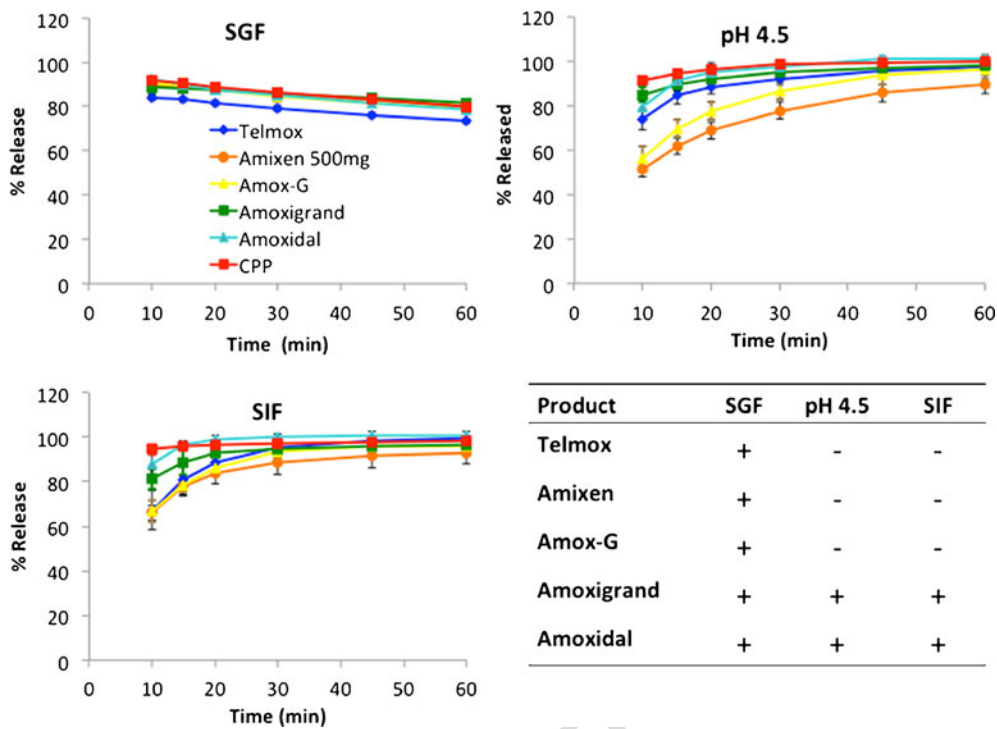 SGF
% Release
120
100
80
60
40
20
0
Telmox
Amixen 500mg
Amox-G
Amoxigrand
Amoxidal
CPP
0 10 20 30 40 50 60
Time (min)
pH 4.5
% Released
120
100
80
60
40
20
0
0 10 20 30 40 50 60
Time (min)
SIF
% Release
120
100
80
60
40
20
0
0 10 20 30 40 50 60
Time (min)
Product SGF pH 4.5 SIF
Telmox + - -
Amixen + - -
Amox-G + - -
Amoxigrand + + +
Amoxidal + + +